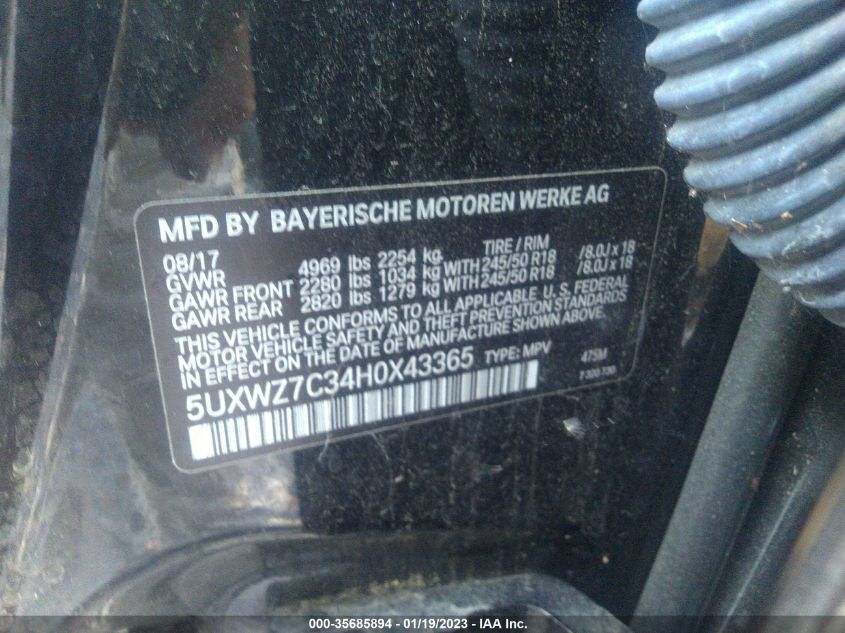 MFD BY BAYERISCHE MOTOREN WERKE AG
08/17
GVWR 4969 lbs 2254 kg TIRE / RIM
GAWR FRONT 2280 lbs 1034 kg WITH 245/50 R18 /8.0J x 18
GAWR REAR 2820 lbs 1279 kg WITH 245/50 R18 /8.0J x 18
THIS VEHICLE CONFORMS TO ALL APPLICABLE U. S. FEDERAL
MOTOR VEHICLE SAFETY AND THEFT PREVENTION STANDARDS
IN EFFECT ON THE DATE OF MANUFACTURE SHOWN ABOVE.
5UXWZ7C34H0X43365 TYPE: MPV 475M
000-35685894 / 01/19/2023 - IAA Inc.